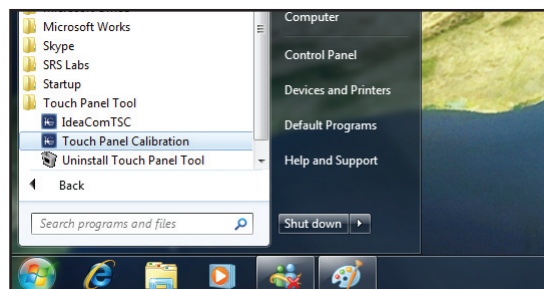 Microsoft Works
Skype
SRS Labs
Startup
Touch Panel Tool
IdeaComTSC
Touch Panel Calibration
Uninstall Touch Panel Tool
Back
Search programs and files
Computer
Control Panel
Devices and Printers
Default Programs
Help and Support
Shut down